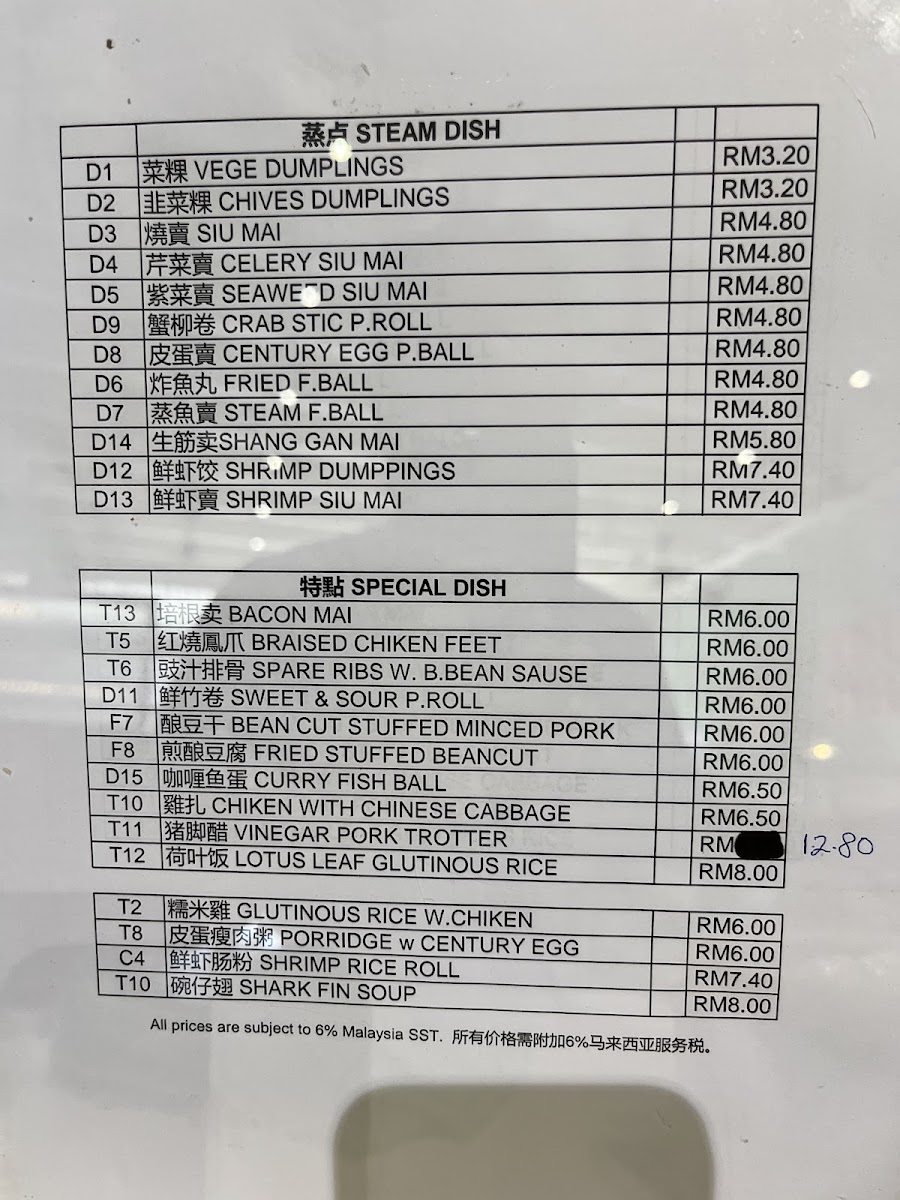 蒸点 STEAM DISH
D1 菜粿 VEGE DUMPLINGS RM3.20
D2 韭菜粿 CHIVES DUMPLINGS RM3.20
D3 燒賣 SIU MAI RM4.80
D4 芹菜賣 CELERY SIU MAI RM4.80
D5 紫菜賣 SEAWEED SIU MAI RM4.80
D9 蟹柳卷 CRAB STIC P.ROLL RM4.80
D8 皮蛋賣 CENTURY EGG P.BALL RM4.80
D6 炸魚丸 FRIED F.BALL RM4.80
D7 蒸魚賣 STEAM F.BALL RM4.80
D14 生筋卖SHANG GAN MAI RM5.80
D12 鲜虾饺 SHRIMP DUMPPINGS RM7.40
D13 鲜虾賣 SHRIMP SIU MAI RM7.40
特點 SPECIAL DISH
T13 培根卖 BACON MAI RM6.00
T5 红燒鳳爪 BRAISED CHIKEN FEET RM6.00
T6 豉汁排骨 SPARE RIBS W. B.BEAN SAUSE RM6.00
D11 鲜竹卷 SWEET & SOUR P.ROLL RM6.00
F7 酿豆干 BEAN CUT STUFFED MINCED PORK RM6.00
F8 煎酿豆腐 FRIED STUFFED BEANCUT RM6.00
D15 咖喱鱼蛋 CURRY FISH BALL RM6.50
T10 雞扎 CHIKEN WITH CHINESE CABBAGE RM6.50
T11 猪脚醋 VINEGAR PORK TROTTER RM 12.80
T12 荷叶饭 LOTUS LEAF GLUTINOUS RICE RM8.00
T2 糯米雞 GLUTINOUS RICE W.CHIKEN RM6.00
T8 皮蛋瘦肉粥 PORRIDGE w CENTURY EGG RM6.00
C4 鲜虾肠粉 SHRIMP RICE ROLL RM7.40
T10 碗仔翅 SHARK FIN SOUP RM8.00
All prices are subject to 6% Malaysia SST. 所有价格需附加6%马来西亚服务税。